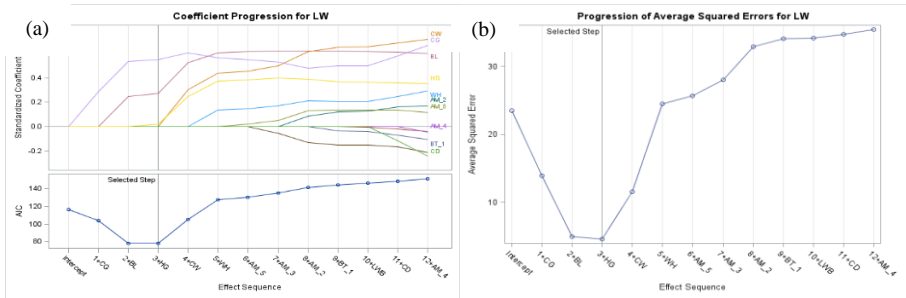 (a)
Coefficient Progression for LW
Standardized Coefficient
0.4
0.2
0.0
-0.2
CW
CG
BL
HG
WH
AM_2
AM_5
AM_4
BT_1
CD
Selected Step
AIC
140
120
100
80
Intercept
1+CG
2+BL
3+HG
4+CW
5+WH
6+AM_5
7+AM_3
8+AM_2
9+BT_1
10+LWB
11+CD
12+AM_4
Effect Sequence
(b)
Progression of Average Squared Errors for LW
Selected Step
Average Squared Error
30
20
10
Intercept
1+CG
2+BL
3+HG
4+CW
5+WH
6+AM_5
7+AM_3
8+AM_2
9+BT_1
10+LWB
11+CD
12+AM_4
Effect Sequence